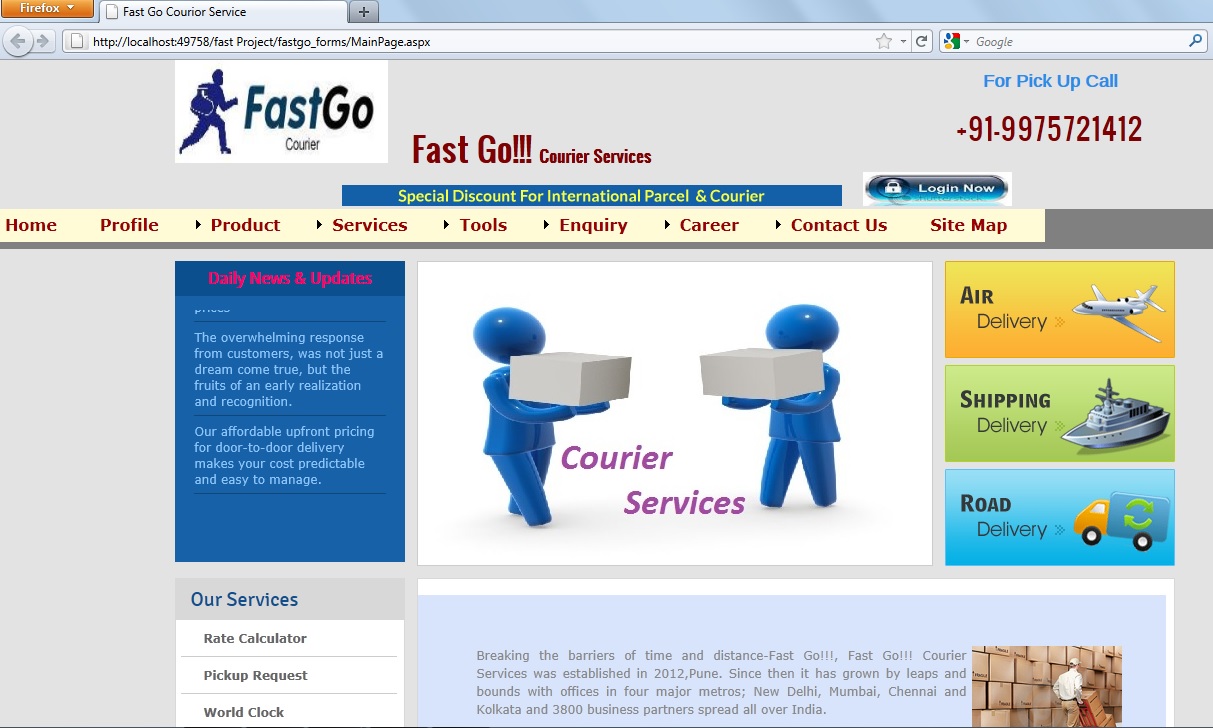 Firefox
Fast Go Courior Service
http://localhost:49758/fast Project/fastgo_forms/MainPage.aspx
Google
FastGo
Courier
For Pick Up Call
+91-9975721412
Fast Go!!! Courier Services
Special Discount For International Parcel & Courier
Login Now
Home Profile Product Services Tools Enquiry Career Contact Us Site Map
Daily News & Updates
prices
The overwhelming response
from customers, was not just a
dream come true, but the
fruits of an early realization
and recognition.
Our affordable upfront pricing
for door-to-door delivery
makes your cost predictable
and easy to manage.
Courier
Services
Air
Delivery
Shipping
Delivery
Road
Delivery
Our Services
Rate Calculator
Pickup Request
World Clock
Breaking the barriers of time and distance-Fast Go!!!, Fast Go!!! Courier
Services was established in 2012,Pune. Since then it has grown by leaps and
bounds with offices in four major metros; New Delhi, Mumbai, Chennai and
Kolkata and 3800 business partners spread all over India.